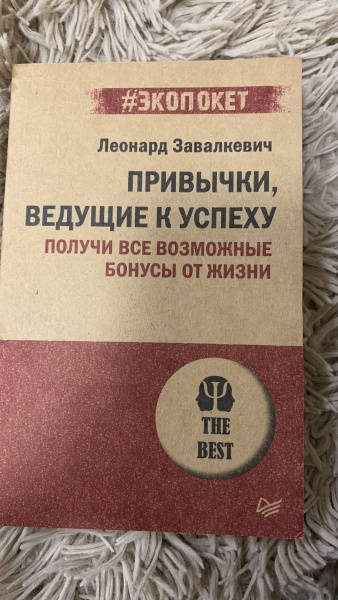 #ЭКОПОКЕТ
Леонард Завалкевич
ПРИВЫЧКИ,
ВЕДУЩИЕ К УСПЕХУ
ПОЛУЧИ ВСЕ ВОЗМОЖНЫЕ
БОНУСЫ ОТ ЖИЗНИ
Ψ
THE
BEST